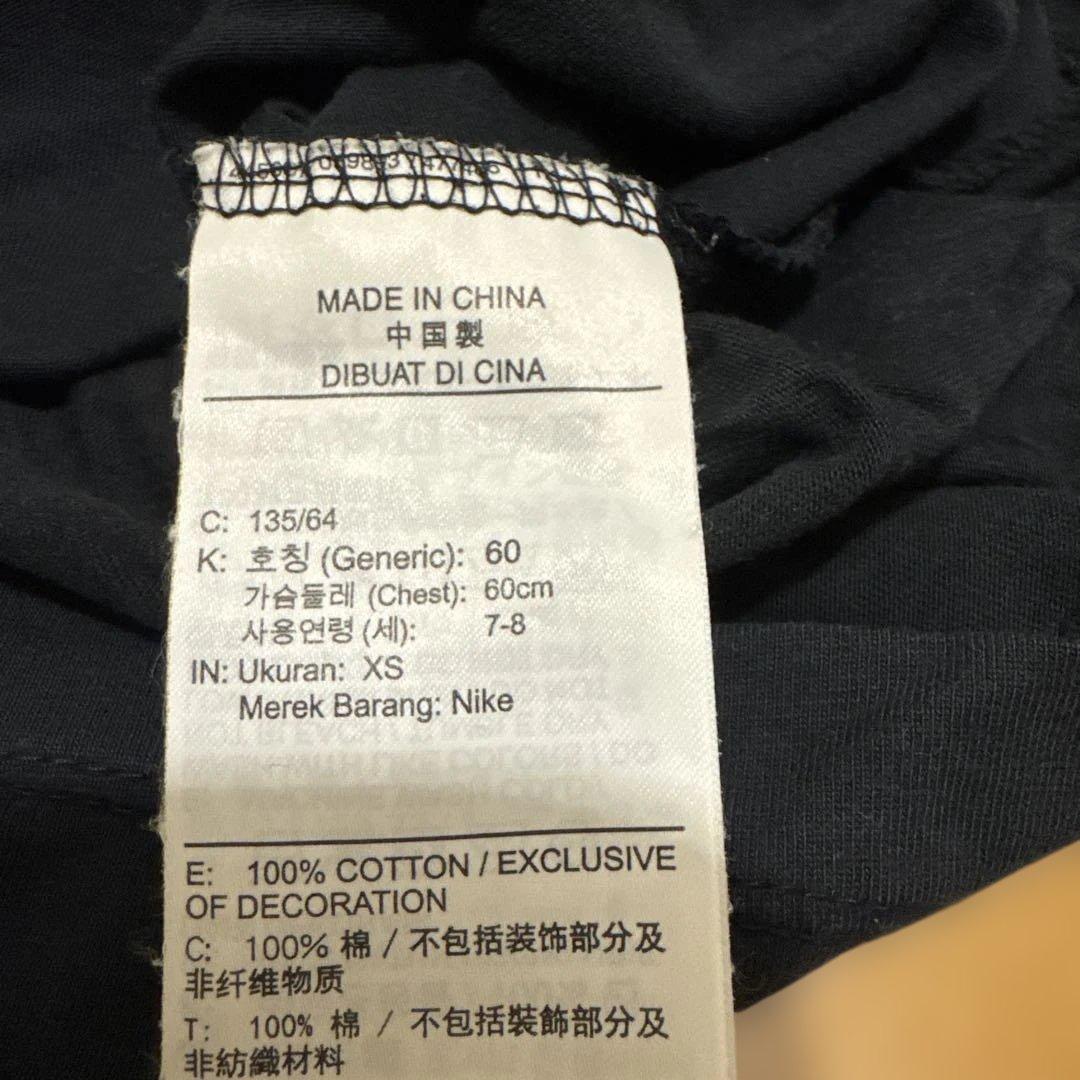 MADE IN CHINA
中国製
DIBUAT DI CINA
C: 135/64
K: 호칭 (Generic): 60
가슴둘레 (Chest): 60cm
사용연령 (세): 7-8
IN: Ukuran: XS
Merek Barang: Nike
E: 100% COTTON / EXCLUSIVE
OF DECORATION
C: 100% 棉 / 不包括装饰部分及
非纤维物质
T: 100% 棉 / 不包括裝飾部分及
非紡織材料